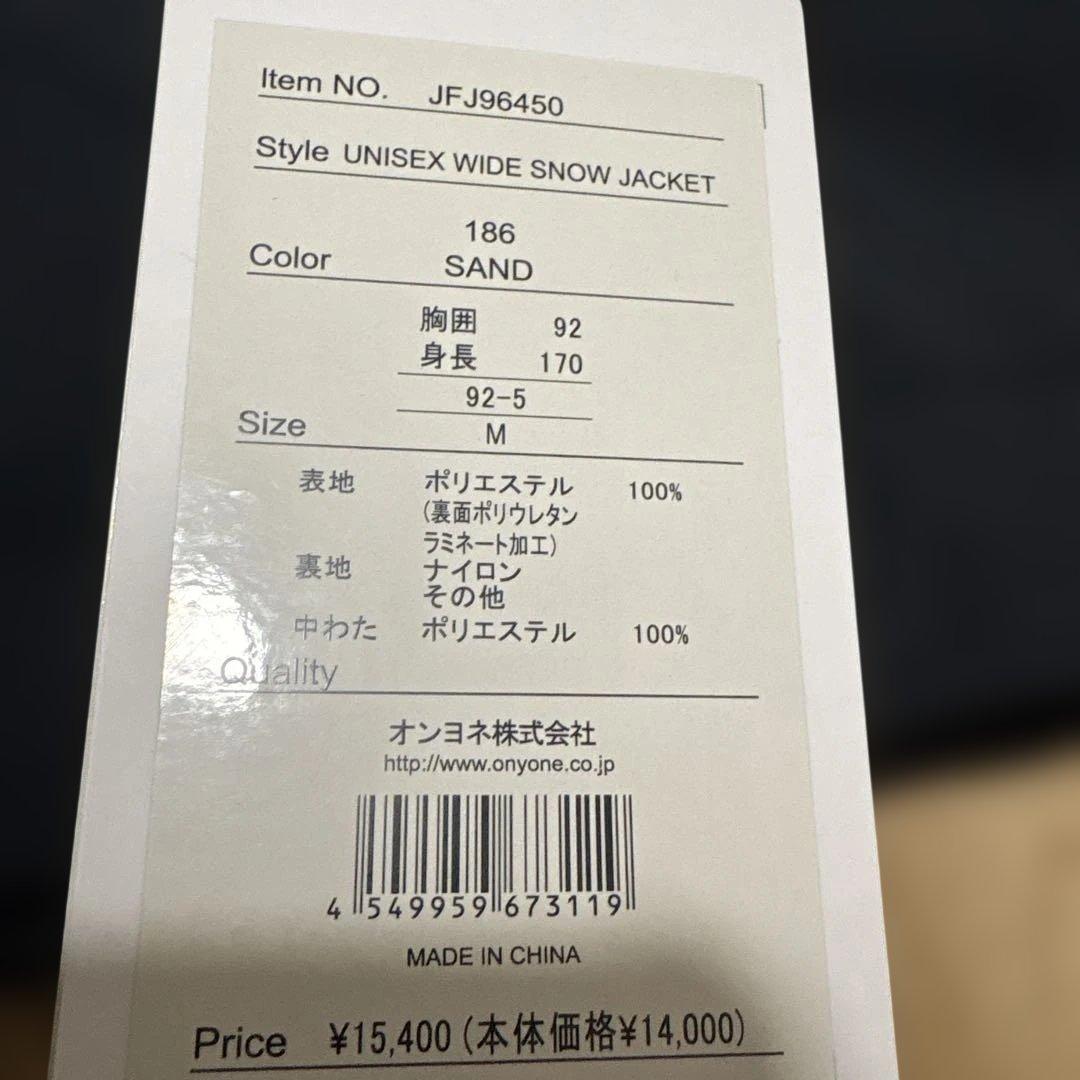 Item NO. JFJ96450
Style UNISEX WIDE SNOW JACKET
186
Color SAND
胸囲 92
身長 170
92-5
Size M
表地 ポリエステル 100%
(裏面ポリウレタン
ラミネート加工)
裏地 ナイロン
その他
中わた ポリエステル 100%
Quality
オンヨネ株式会社
http://www.onyone.co.jp
4 549959 673119
MADE IN CHINA
Price ¥15,400 (本体価格¥14,000)